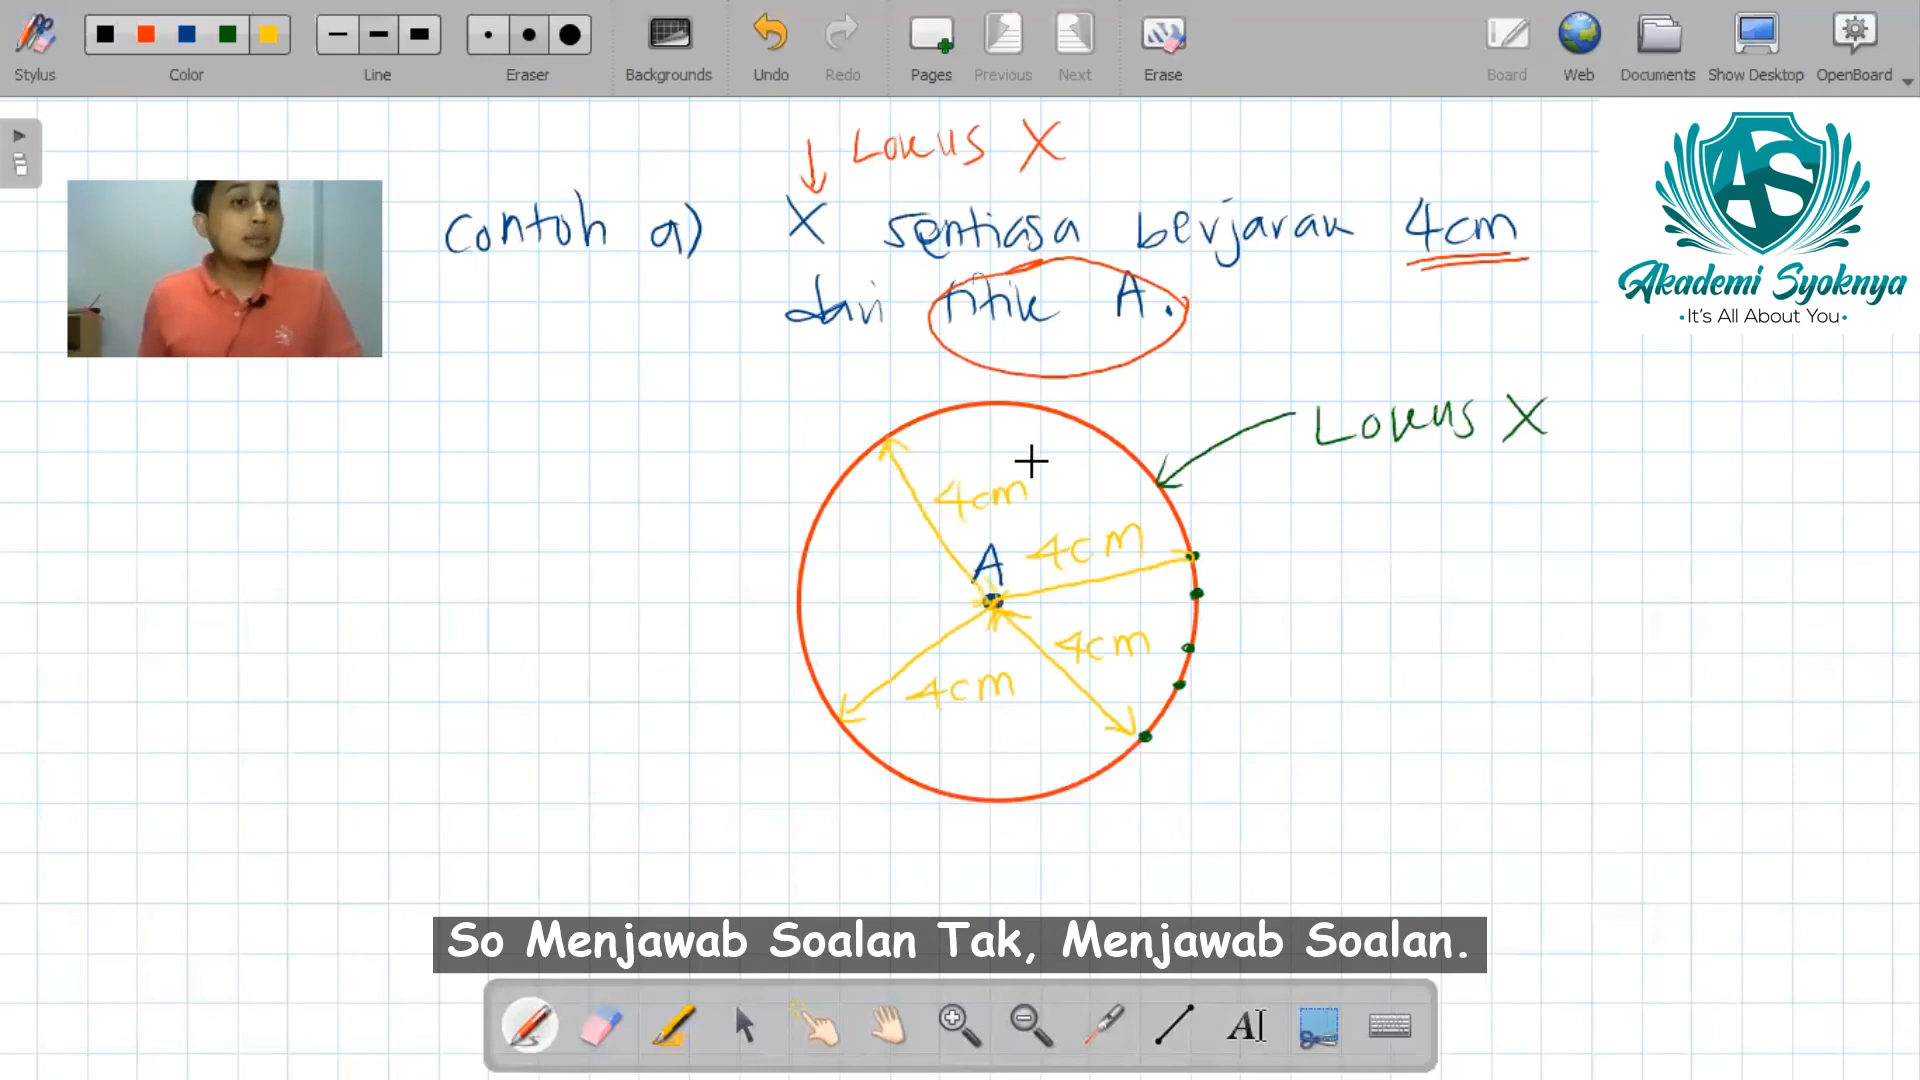 Stylus
Color
Line
Eraser
Backgrounds
Undo
Redo
Pages
Previous
Next
Erase
Board
Web
Documents
Show Desktop
OpenBoard
Lokus X
Contoh a) X sentiasa berjarak 4cm
dari titik A.
AS
Akademi Syoknya
•It's All About You•
Lokus X
4cm
4cm
A
4cm
4cm
So Menjawab Soalan Tak, Menjawab Soalan.
AI